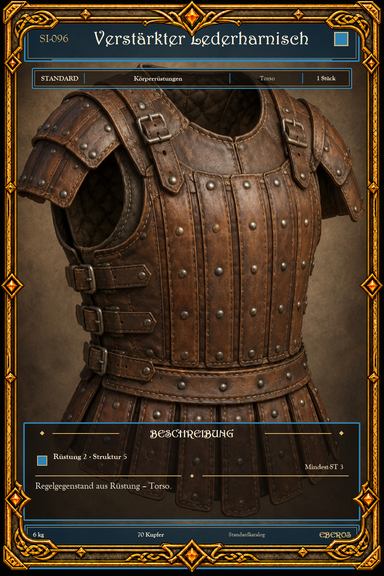 SI-096
Verstärkter Lederharnisch
STANDARD Körperrüstungen Torso 1 Stück
BESCHREIBUNG
Rüstung 2 · Struktur 5
Mindest-ST 3
Regelgegenstand aus Rüstung – Torso.
6 kg 70 Kupfer Standardkatalog EBEROS